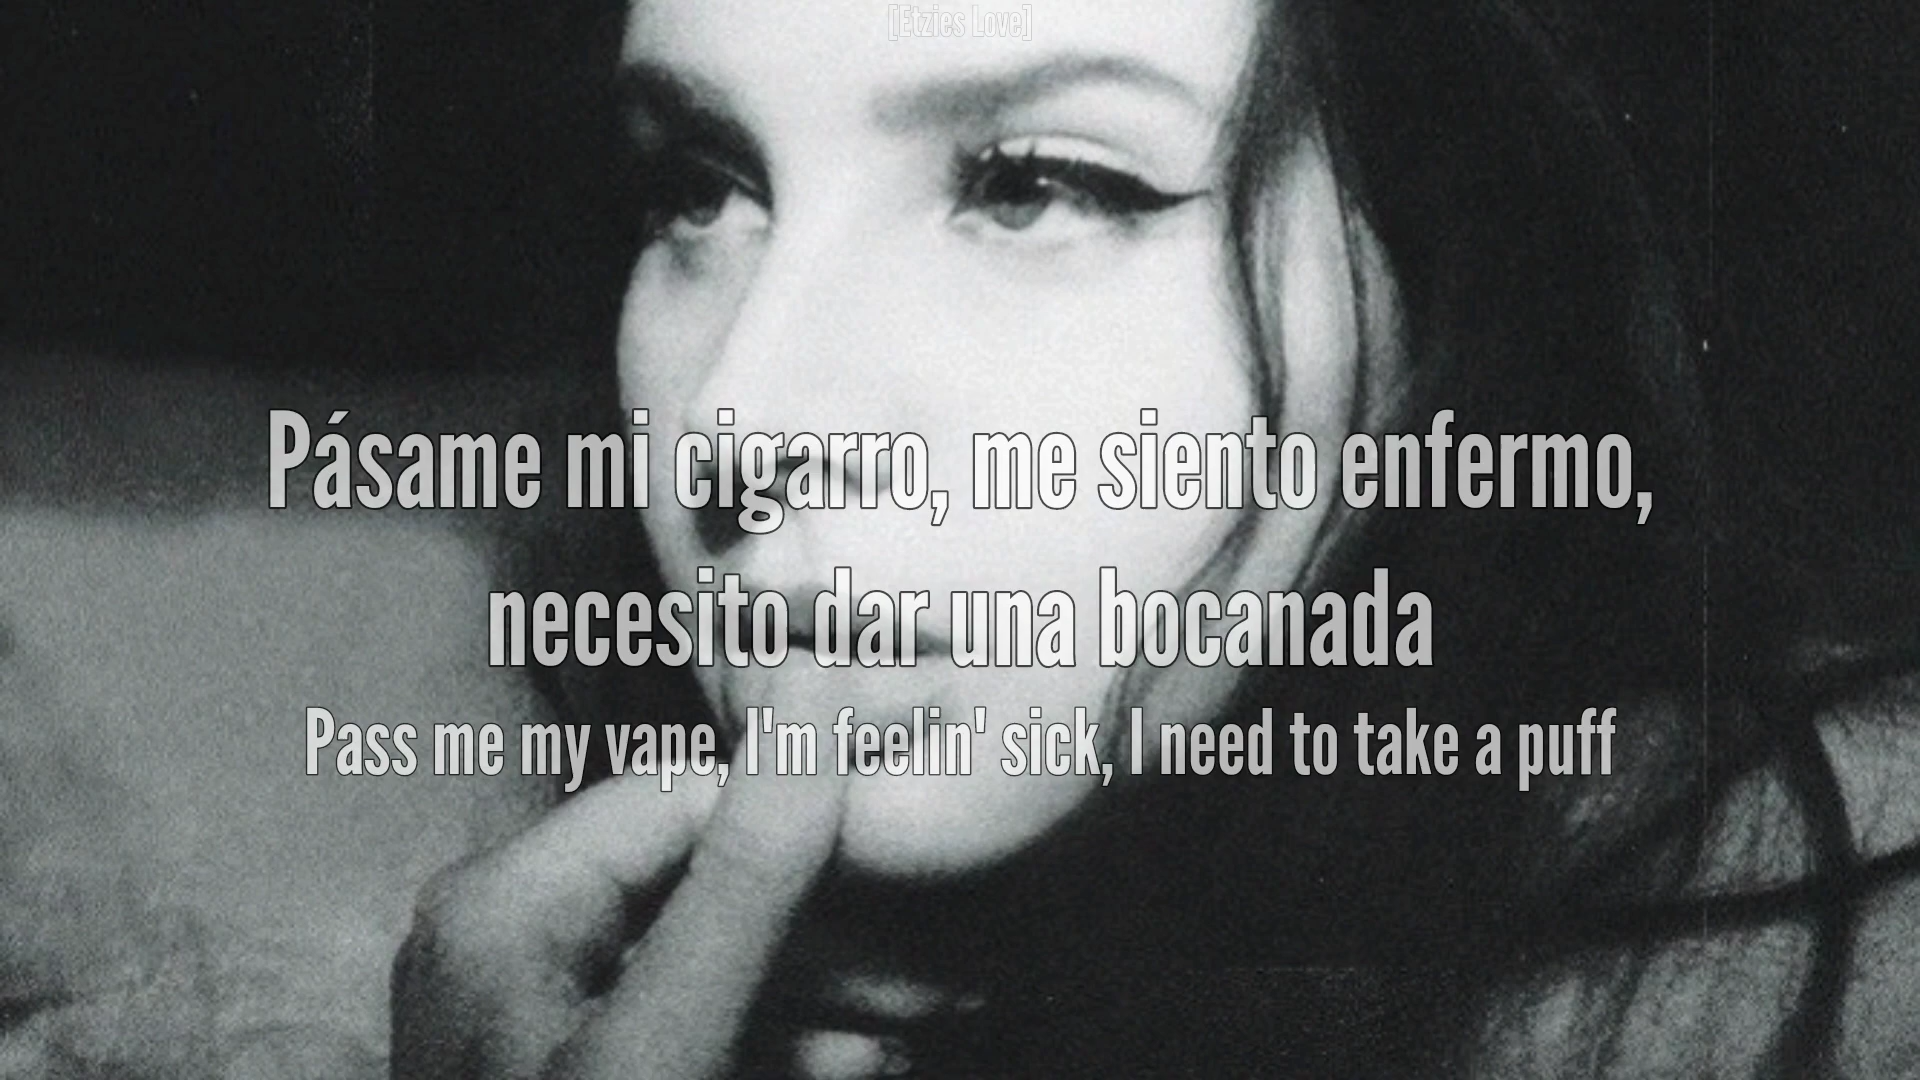 [Etzies Love]
Pásame mi cigarro, me siento enfermo,
necesito dar una bocanada
Pass me my vape, I'm feelin' sick, I need to take a puff